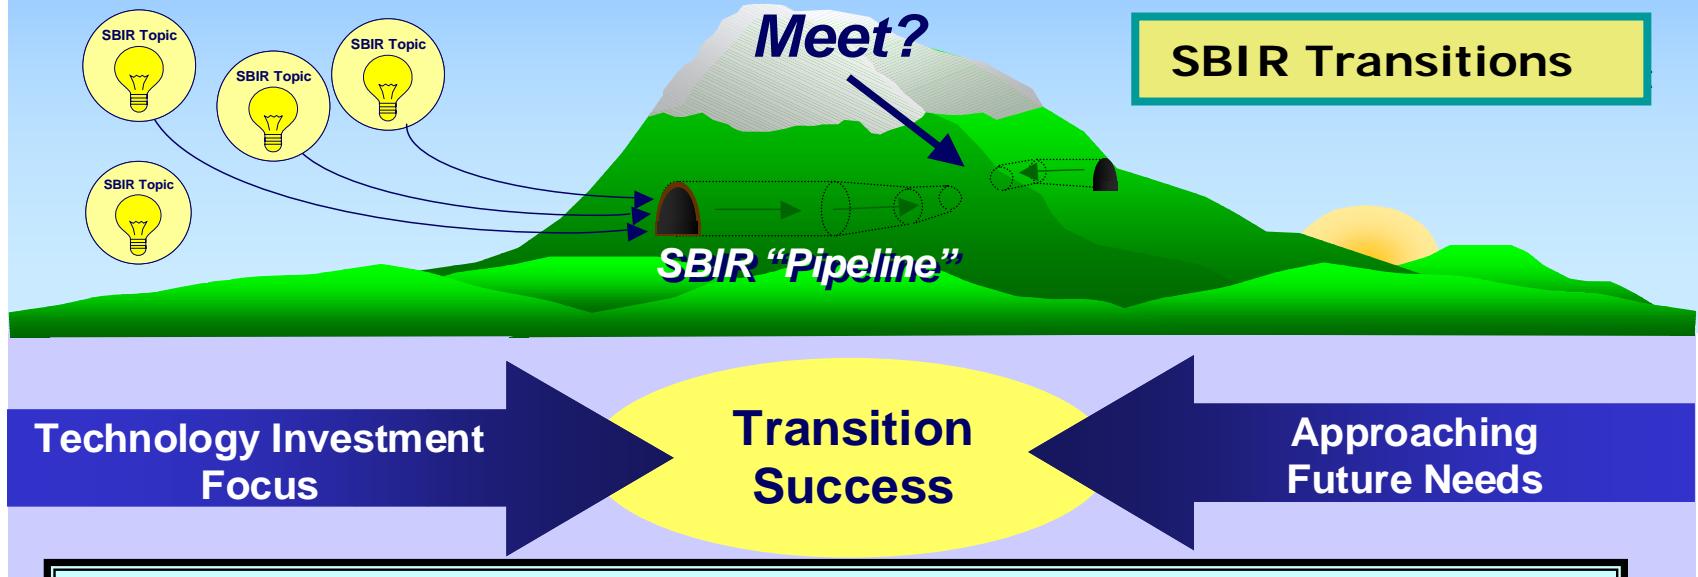 SBIR Topic
SBIR Topic
SBIR Topic
SBIR Topic
Meet?
SBIR Transitions
SBIR “Pipeline”
Technology Investment
Focus
Transition
Success
Approaching
Future Needs